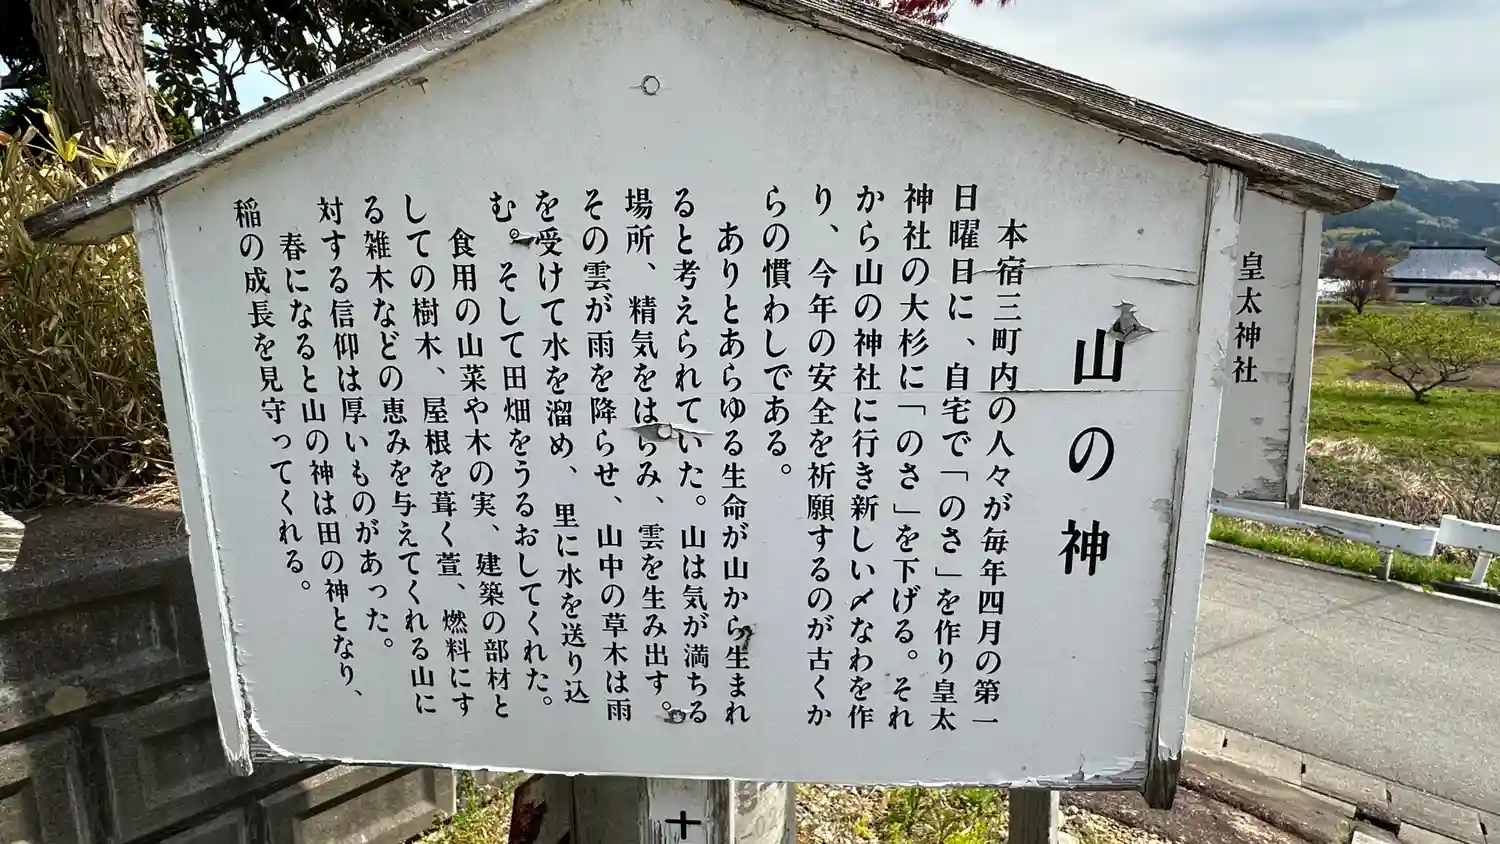 山の神
本宿三町内の人々が毎年四月の第一
日曜日に、自宅で「のさ」を作り皇太
神社の大杉に「のさ」を下げる。それ
から山の神社に行き新しい〆なわを作
り、今年の安全を祈願するのが古くか
らの慣わしである。
ありとあらゆる生命が山から生まれ
ると考えられていた。山は気が満ちる
場所、精気をはらみ、雲を生み出す。
その雲が雨を降らせ、山中の草木は雨
を受けて水を溜め、里に水を送り込
む。そして田畑をうるおしてくれた。
食用の山菜や木の実、建築の部材と
しての樹木、屋根を葺く萱、燃料にす
る雑木などの恵みを与えてくれる山に
対する信仰は厚いものがあった。
春になると山の神は田の神となり、
稲の成長を見守ってくれる。
皇太神社
十